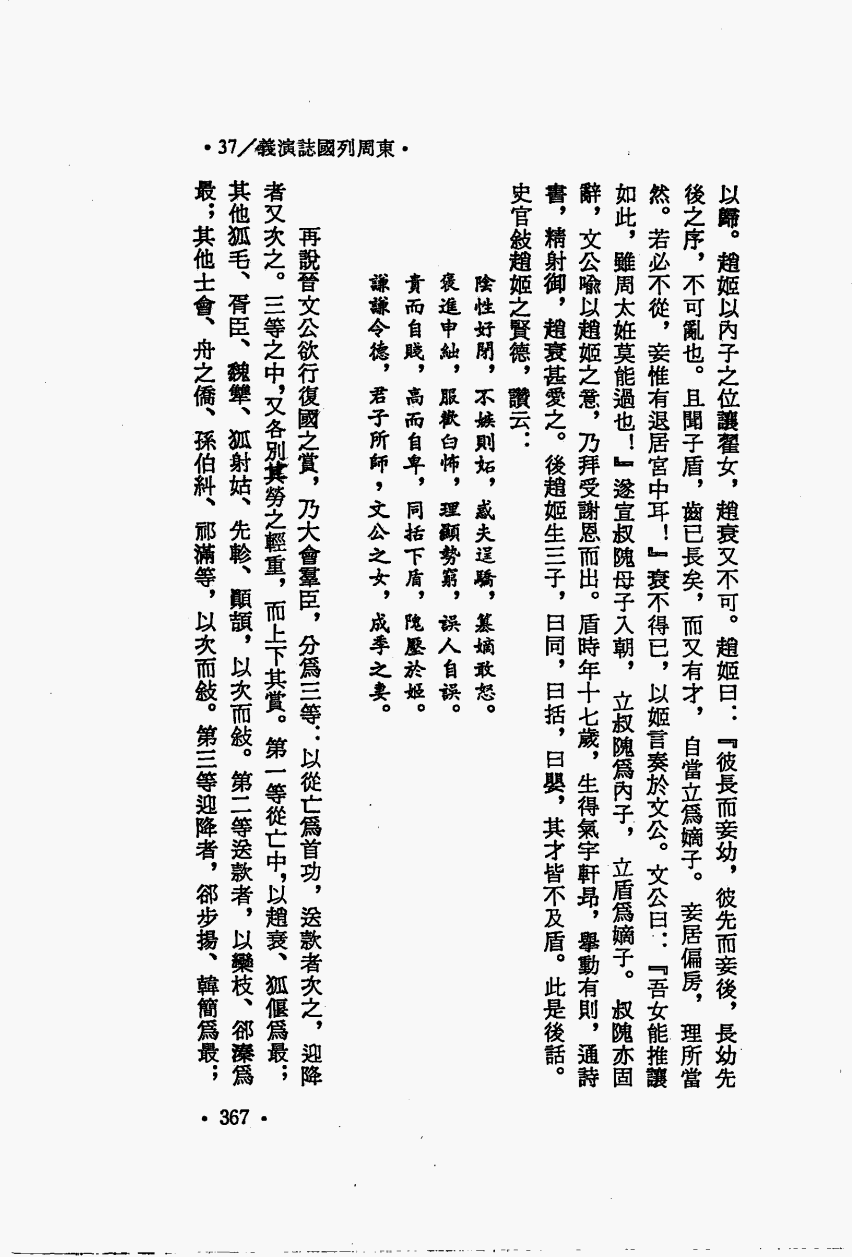 •37／義演誌國列周東•
以歸。趙姬以內子之位讓翟女，趙衰又不可。趙姬曰：『彼長而妾幼，彼先而妾後，長幼先
後之序，不可亂也。且聞子盾，齒已長矣，而又有才，自當立爲嫡子。妾居偏房，理所當
然。若必不從，妾惟有退居宮中耳！』衰不得已，以姬言奏於文公。文公曰：『吾女能推讓
如此，雖周太妊莫能過也！』遂宣叔隗母子入朝，立叔隗爲內子，立盾爲嫡子。叔隗亦固
辭，文公喩以趙姬之意，乃拜受謝恩而出。盾時年十七歲，生得氣宇軒昻，擧動有則，通詩
書，精射御，趙衰甚愛之。後趙姬生三子，曰同，曰括，曰嬰，其才皆不及盾。此是後話。
史官敍趙姬之賢德，讚云：
陰性好閉，不嫉則妬，惑夫逞驕，簒嫡敢怒。
褒進申絀，服歡白怖，理顯勢窮，誤人自誤。
貴而自賤，高而自卑，同括下盾，隗壓於姬。
謙謙令德，君子所師，文公之女，成季之妻。
再說晉文公欲行復國之賞，乃大會羣臣，分爲三等：以從亡爲首功，送款者次之，迎降
者又次之。三等之中，又各別其勞之輕重，而上下其賞。第一等從亡中，以趙衰、狐偃爲最；
其他狐毛、胥臣、魏犨、狐射姑、先軫、顚頡，以次而敍。第二等送款者，以欒枝、郤溱爲
最；其他士會、舟之僑、孫伯糾、祁滿等，以次而敍。第三等迎降者，郤步揚、韓簡爲最；
•367•